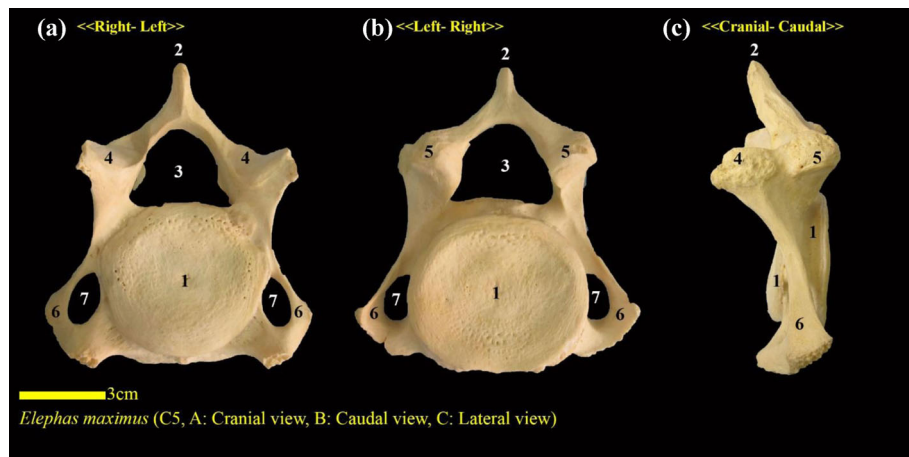 (a) <<Right- Left>> (b) <<Left- Right>> (c) <<Cranial- Caudal>>
2 2 2
4 4 5 5 4 5
3 3
1
1 1 1
7 7 7 7
6 6 6 6 6
3cm
Elephas maximus (C5, A: Cranial view, B: Caudal view, C: Lateral view)